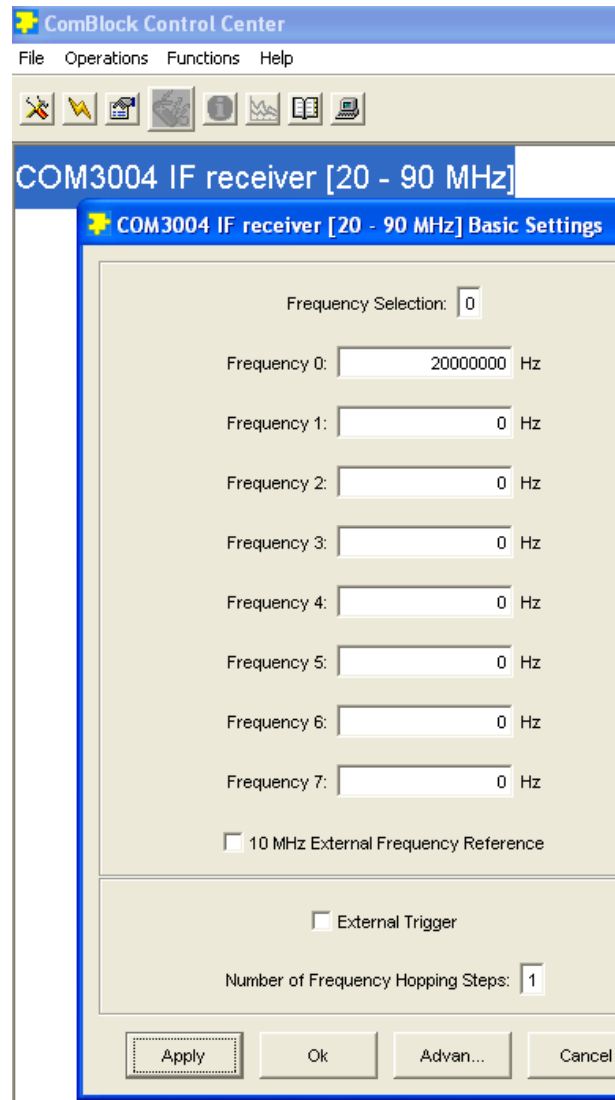 ComBlock Control Center
File Operations Functions Help
COM3004 IF receiver [20 - 90 MHz]
COM3004 IF receiver [20 - 90 MHz] Basic Settings
Frequency Selection: 0
Frequency 0: 20000000 Hz
Frequency 1: 0 Hz
Frequency 2: 0 Hz
Frequency 3: 0 Hz
Frequency 4: 0 Hz
Frequency 5: 0 Hz
Frequency 6: 0 Hz
Frequency 7: 0 Hz
10 MHz External Frequency Reference
External Trigger
Number of Frequency Hopping Steps: 1
Apply Ok Advan... Cancel